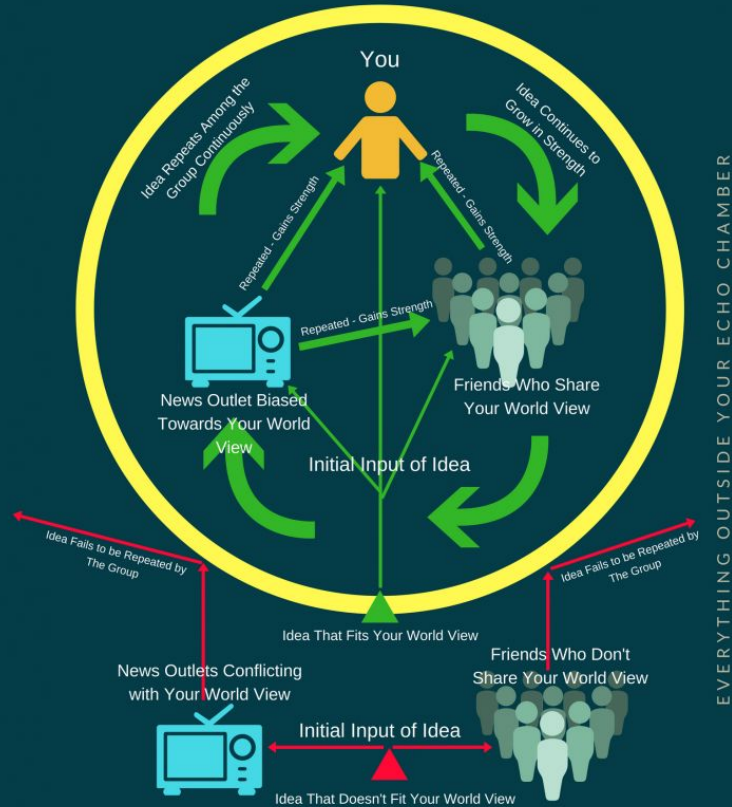 You
Idea Repeats Among the
Group Continuously
Idea Continues to
Grow in Strength
Repeated - Gains Strength
Repeated - Gains Strength
Repeated - Gains Strength
News Outlet Biased
Towards Your World
View
Friends Who Share
Your World View
Initial Input of Idea
EVERYTHING OUTSIDE YOUR ECHO CHAMBER
Idea Fails to be Repeated by
The Group
Idea Fails to be Repeated by
The Group
Idea That Fits Your World View
News Outlets Conflicting
with Your World View
Friends Who Don't
Share Your World View
Initial Input of Idea
Idea That Doesn't Fit Your World View